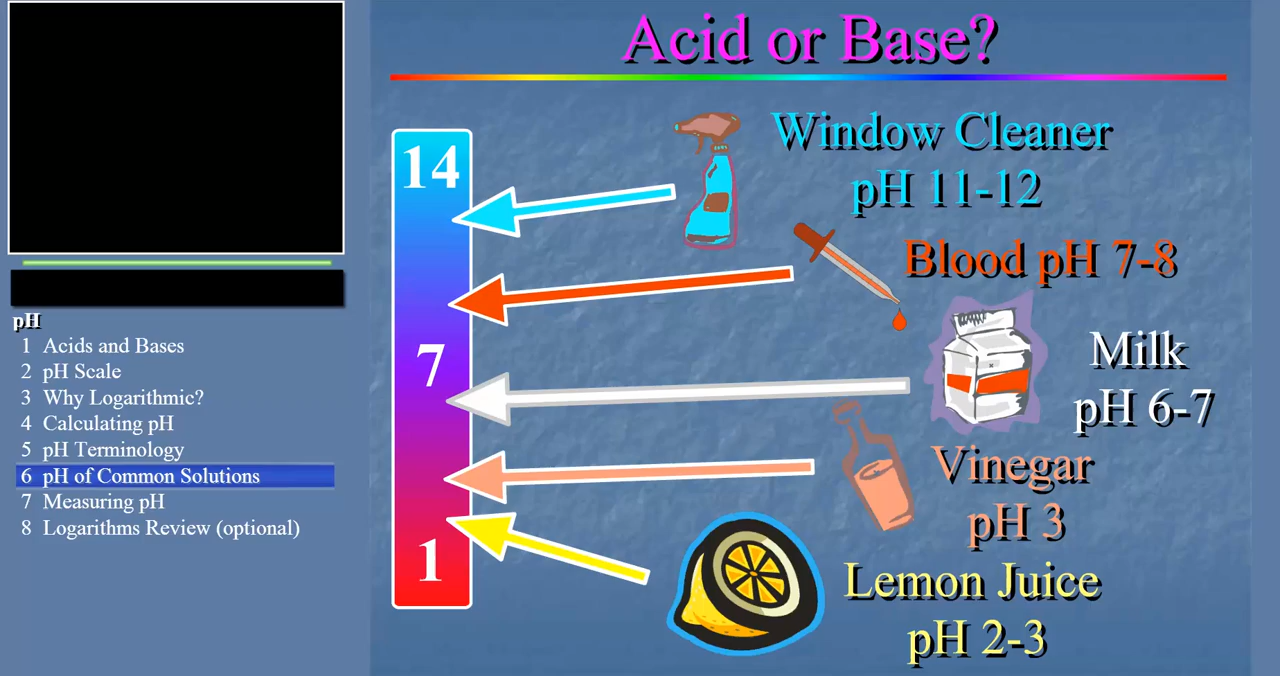 Acid or Base?
14
7
1
Window Cleaner
pH 11-12
Blood pH 7-8
Milk
pH 6-7
Vinegar
pH 3
Lemon Juice
pH 2-3
pH
1 Acids and Bases
2 pH Scale
3 Why Logarithmic?
4 Calculating pH
5 pH Terminology
6 pH of Common Solutions
7 Measuring pH
8 Logarithms Review (optional)